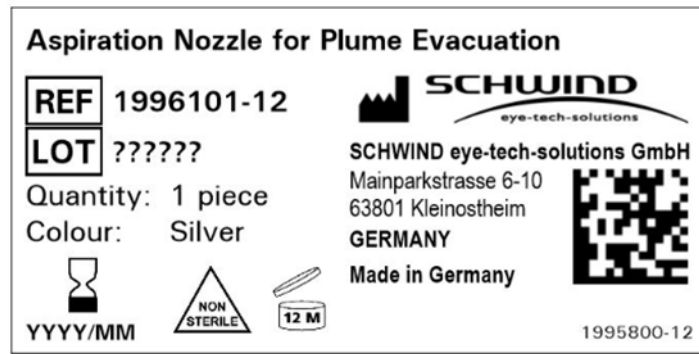 Aspiration Nozzle for Plume Evacuation
REF 1996101-12
LOT ??????
Quantity: 1 piece
Colour: Silver
YYYY/MM
NON
STERILE
12 M
SCHWIND
eye-tech-solutions
SCHWIND eye-tech-solutions GmbH
Mainparkstrasse 6-10
63801 Kleinostheim
GERMANY
Made in Germany
1995800-12